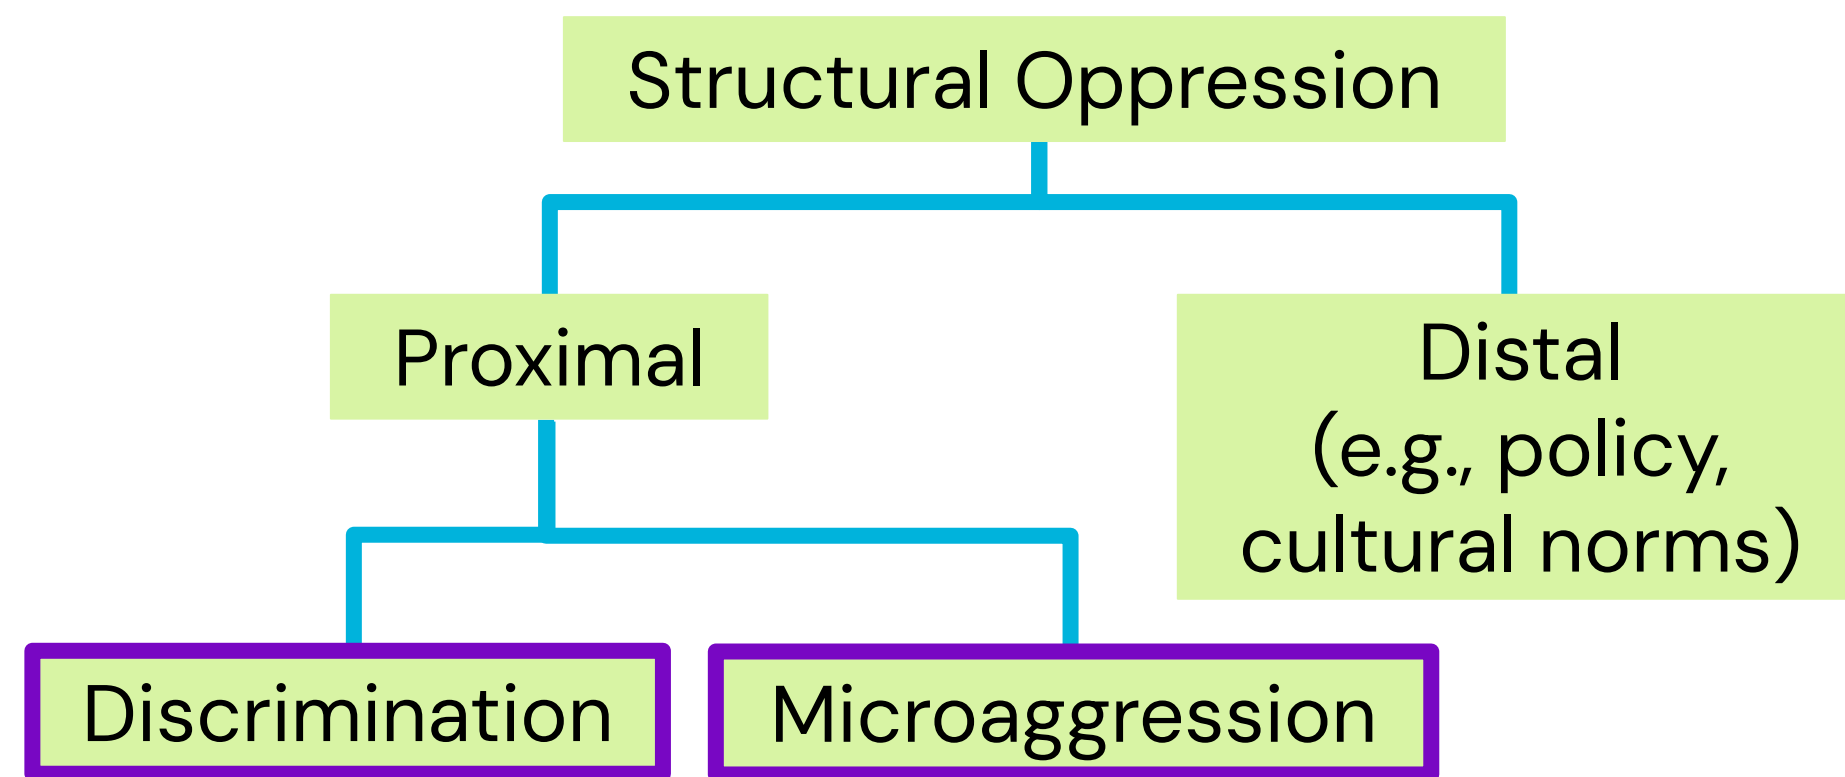 Structural Oppression
Proximal
Distal
(e.g., policy,
cultural norms)
Discrimination
Microaggression